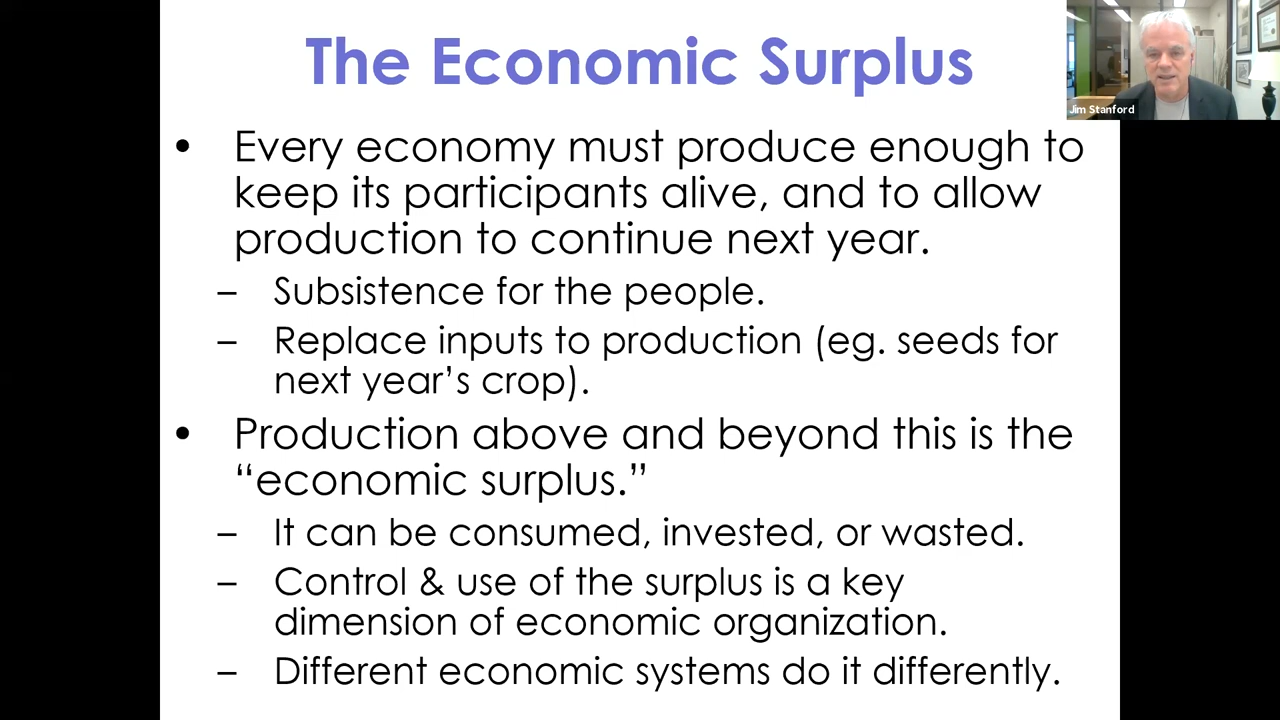 The Economic Surplus
Jim Stanford
• Every economy must produce enough to
keep its participants alive, and to allow
production to continue next year.
– Subsistence for the people.
– Replace inputs to production (eg. seeds for
next year’s crop).
• Production above and beyond this is the
“economic surplus.”
– It can be consumed, invested, or wasted.
– Control & use of the surplus is a key
dimension of economic organization.
– Different economic systems do it differently.